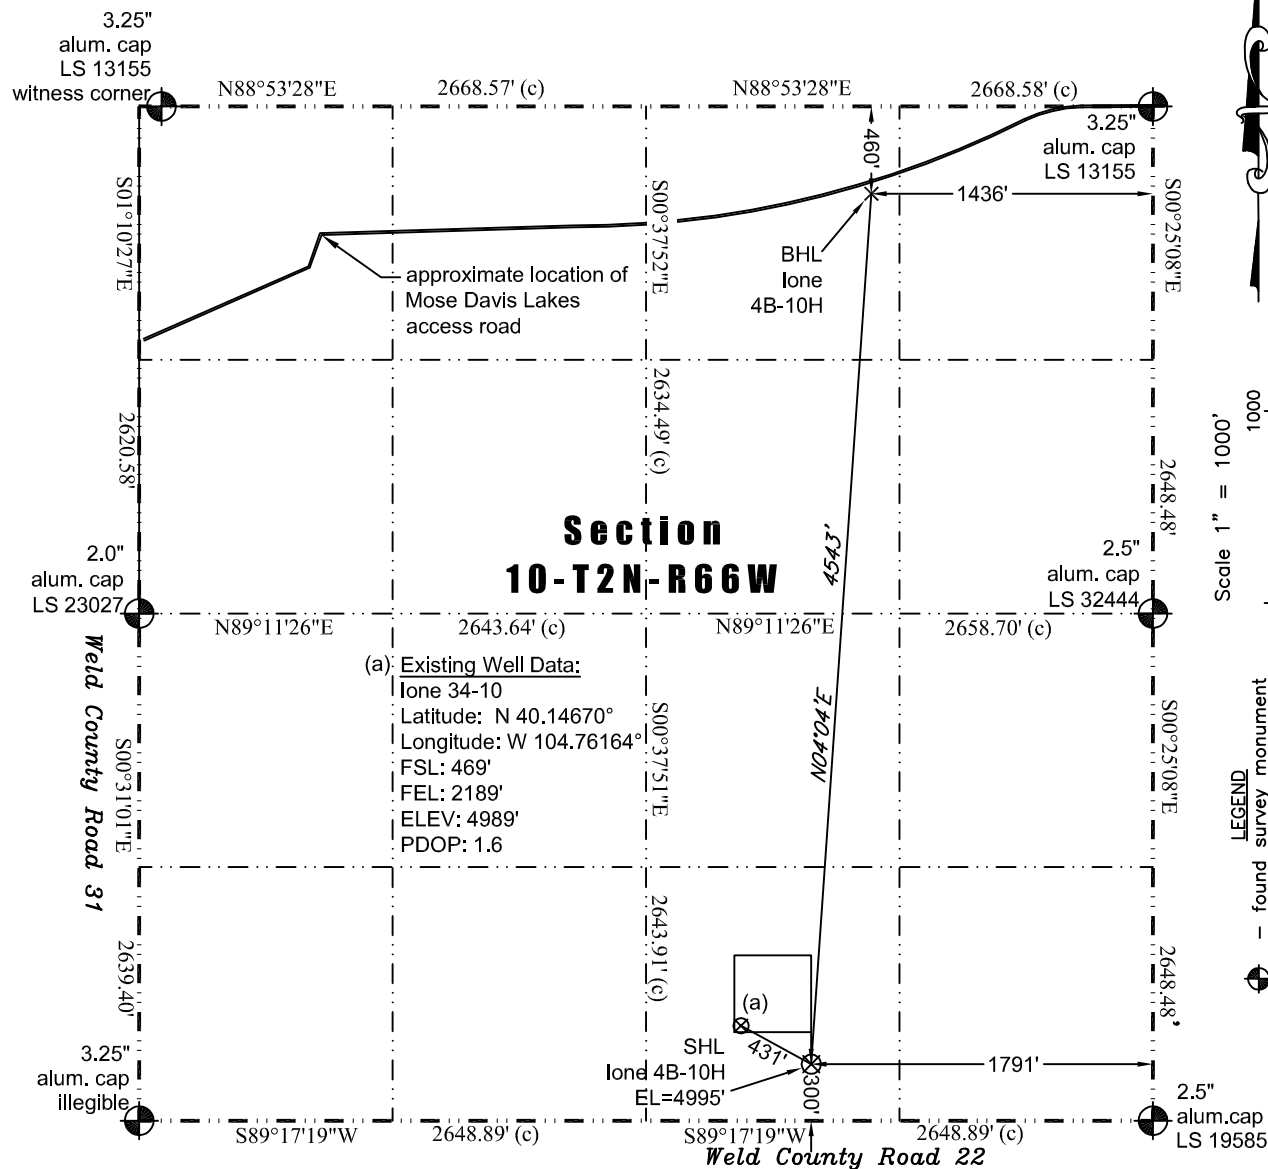 3.25"
alum. cap
LS 13155
witness corner
N88°53'28"E
2668.57' (c)
N88°53'28"E
2668.58' (c)
3.25"
alum. cap
LS 13155
460'
1436'
S01°10'27"E
S00°37'52"E
S00°25'08"E
BHL
Ione
4B-10H
approximate location of
Mose Davis Lakes
access road
2620.58'
2634.49' (c)
2648.48'
Scale 1" = 1000'
1000
Section
10-T2N-R66W
4543'
N04°04'E
2.0"
alum. cap
LS 23027
2.5"
alum. cap
LS 32444
N89°11'26"E
2643.64' (c)
N89°11'26"E
2658.70' (c)
(a) Existing Well Data:
Ione 34-10
Latitude: N 40.14670°
Longitude: W 104.76164°
FSL: 469'
FEL: 2189'
ELEV: 4989'
PDOP: 1.6
Weld County Road 31
S00°31'01"E
S00°37'51"E
S00°25'08"E
LEGEND
- found survey monument
2639.40'
2643.91' (c)
2648.48'
(a)
431'
SHL
Ione 4B-10H
EL=4995'
300'
1791'
3.25"
alum. cap
illegible
2.5"
alum.cap
LS 19585
S89°17'19"W
2648.89' (c)
S89°17'19"W
2648.89' (c)
Weld County Road 22